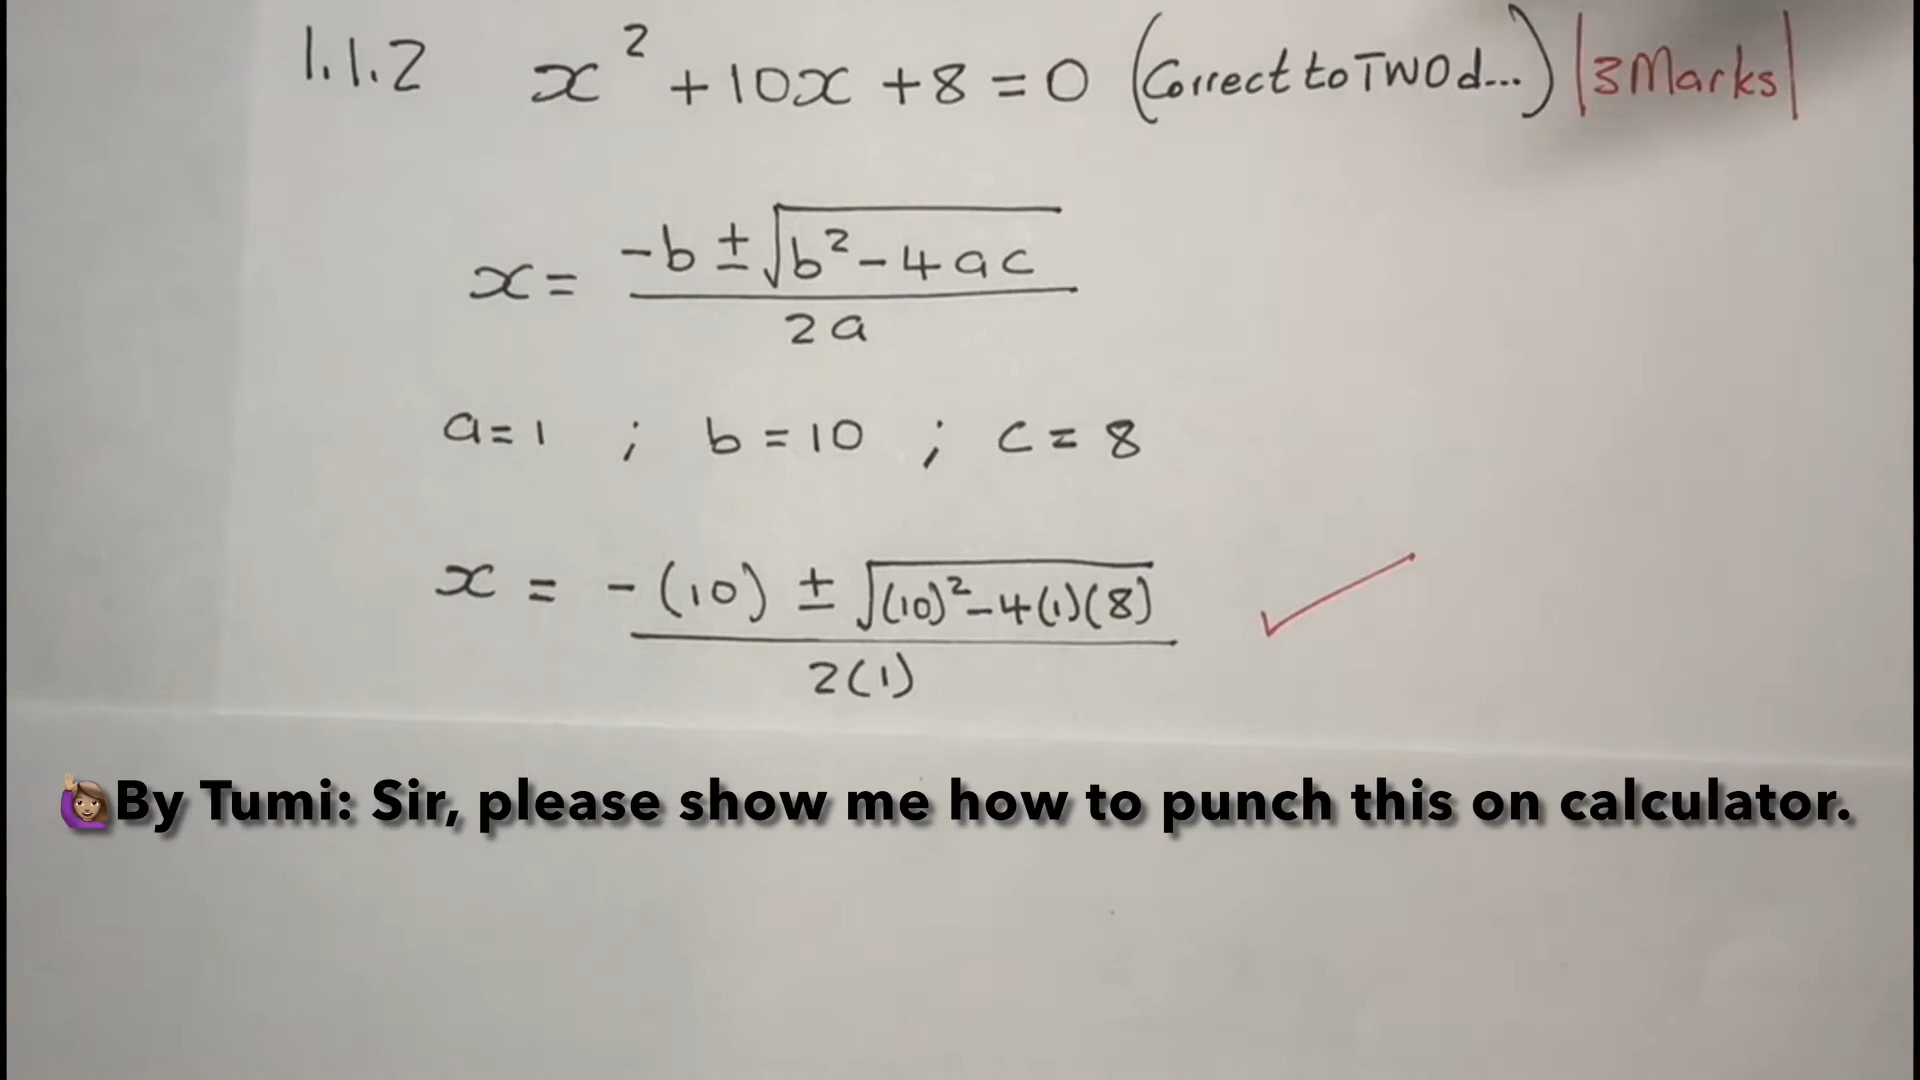 1.1.2 x² + 10x + 8 = 0 (Correct to TWO d...) |3 Marks|
x = (-b ± √(b² - 4ac)) / 2a
a = 1 ; b = 10 ; c = 8
x = (-(10) ± √((10)² - 4(1)(8))) / 2(1)
🙋🏽‍♀️By Tumi: Sir, please show me how to punch this on calculator.